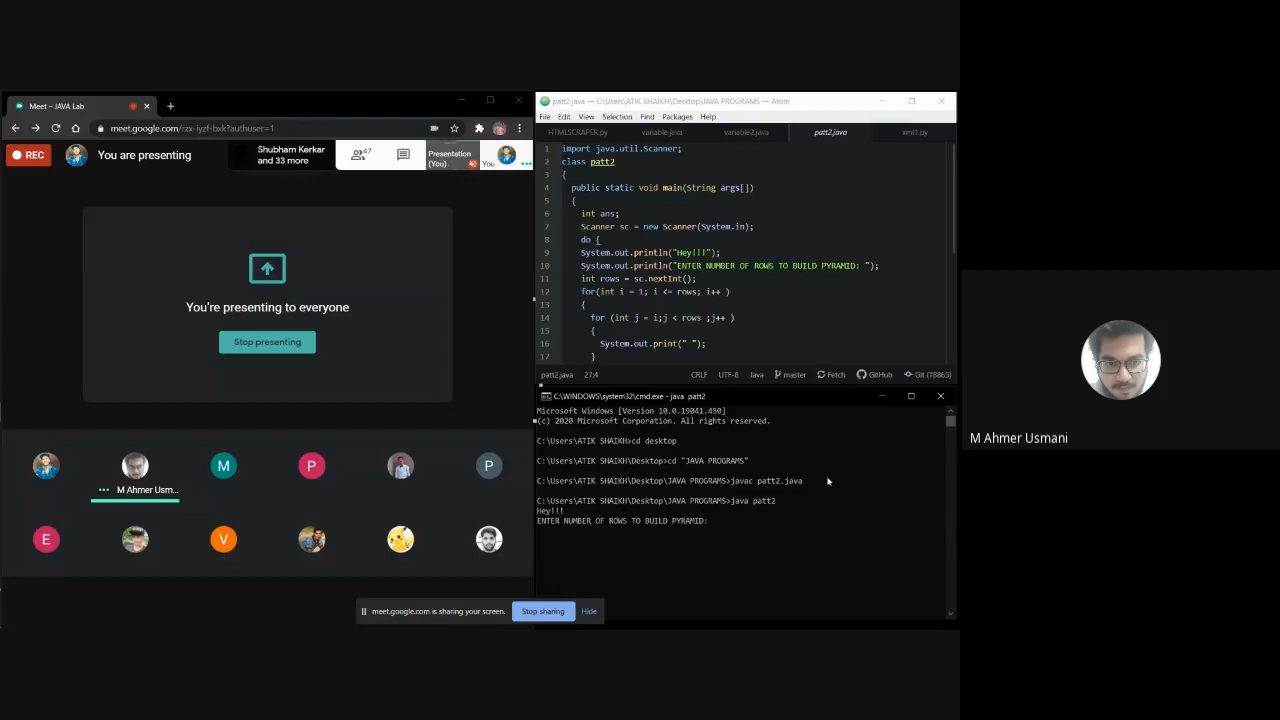 Meet – JAVA Lab
meet.google.com/rzx-iyzf-bxk?authuser=1
REC
You are presenting
Shubham Kerkar
and 33 more
47
Presentation
(You)
You
You're presenting to everyone
Stop presenting
M
P
P
M Ahmer Usm...
E
V
meet.google.com is sharing your screen.
Stop sharing
Hide
patt2.java — C:\Users\ATIK SHAIKH\Desktop\JAVA PROGRAMS — Atom
File Edit View Selection Find Packages Help
HTMLSCRAPER.py variable.java variable2.java patt2.java xml1.py
1 import java.util.Scanner;
2 class patt2
3 {
4 public static void main(String args[])
5 {
6 int ans;
7 Scanner sc = new Scanner(System.in);
8 do {
9 System.out.println("Hey!!!");
10 System.out.println("ENTER NUMBER OF ROWS TO BUILD PYRAMID: ");
11 int rows = sc.nextInt();
12 for(int i = 1; i <= rows; i++ )
13 {
14 for (int j = i;j < rows ;j++ )
15 {
16 System.out.print(" ");
17 }
patt2.java 27:4 CRLF UTF-8 Java master Fetch GitHub Git (78865)
C:\WINDOWS\system32\cmd.exe - java patt2
Microsoft Windows [Version 10.0.19041.450]
(c) 2020 Microsoft Corporation. All rights reserved.
C:\Users\ATIK SHAIKH>cd desktop
C:\Users\ATIK SHAIKH\Desktop>cd "JAVA PROGRAMS"
C:\Users\ATIK SHAIKH\Desktop\JAVA PROGRAMS>javac patt2.java
C:\Users\ATIK SHAIKH\Desktop\JAVA PROGRAMS>java patt2
Hey!!!
ENTER NUMBER OF ROWS TO BUILD PYRAMID:
M Ahmer Usmani